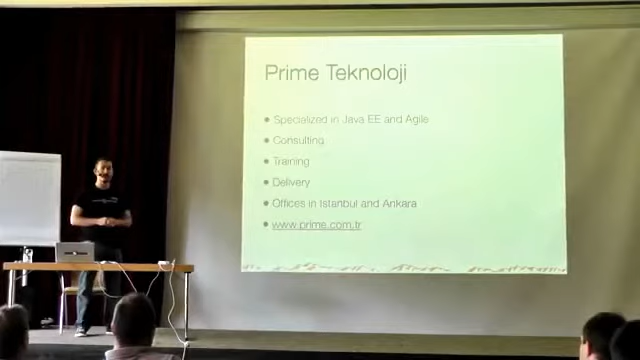 Prime Teknoloji
• Specialized in Java EE and Agile
• Consulting
• Training
• Delivery
• Offices in Istanbul and Ankara
• www.prime.com.tr